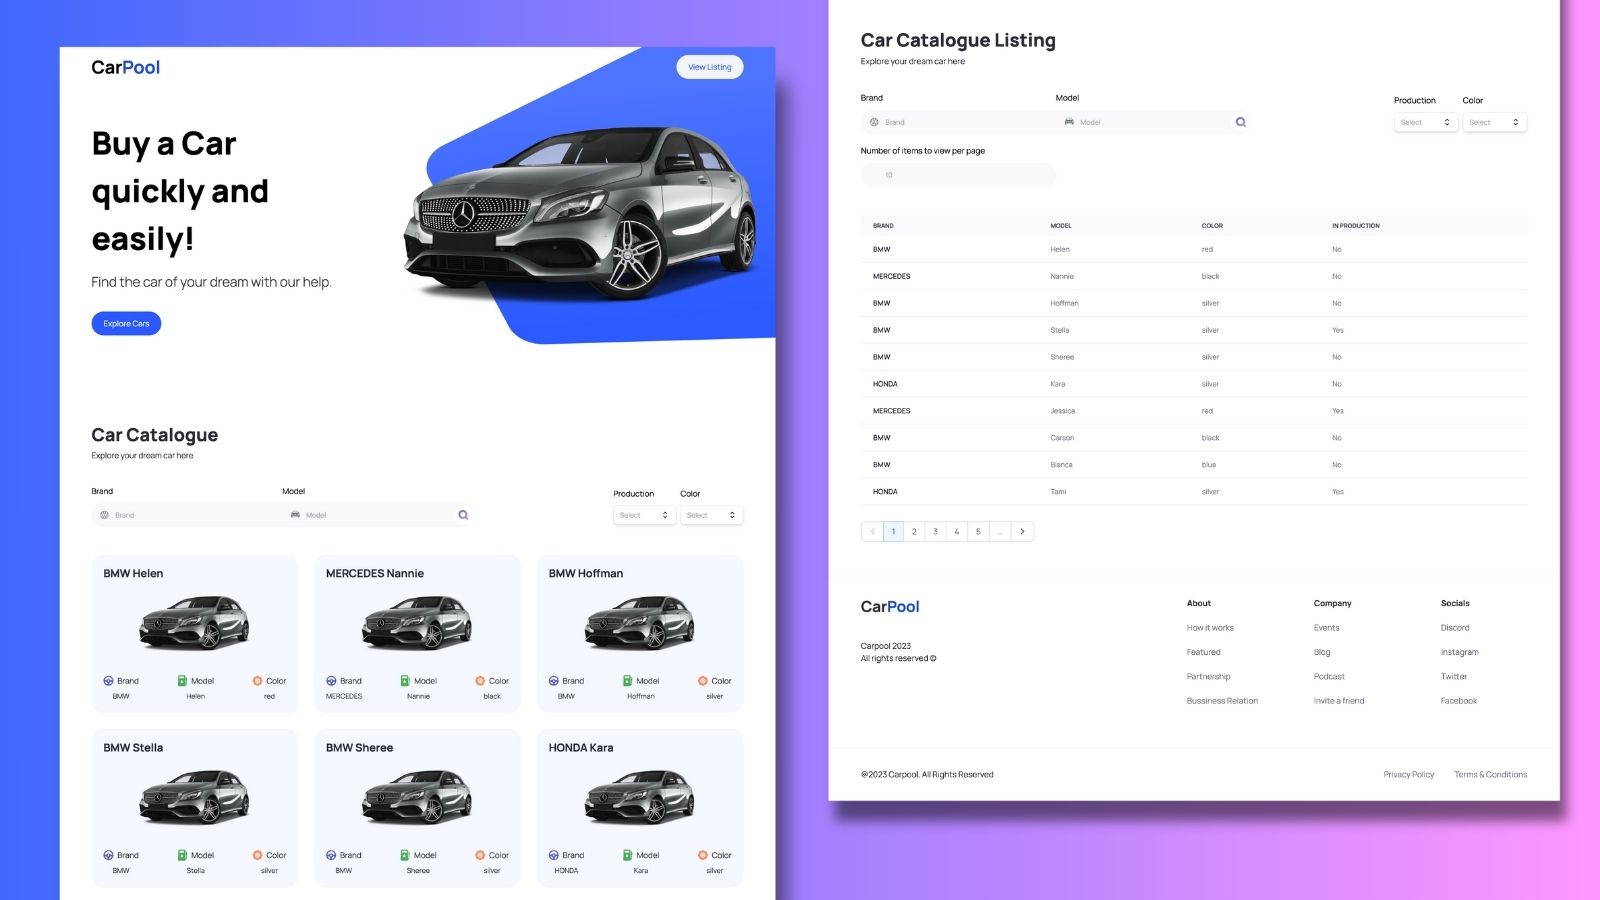 CarPool
View Listing
Buy a Car
quickly and
easily!
Find the car of your dream with our help.
Explore Cars
Car Catalogue
Explore your dream car here
Brand Model Production Color
Brand Model Select Select
BMW Helen
Brand Model Color
BMW Helen red
MERCEDES Nannie
Brand Model Color
MERCEDES Nannie black
BMW Hoffman
Brand Model Color
BMW Hoffman silver
BMW Stella
Brand Model Color
BMW Stella silver
BMW Sheree
Brand Model Color
BMW Sheree silver
HONDA Kara
Brand Model Color
HONDA Kara silver
Car Catalogue Listing
Explore your dream car here
Brand Model Production Color
Brand Model Select Select
Number of items to view per page
10
BRAND MODEL COLOR IN PRODUCTION
BMW Helen red No
MERCEDES Nannie black No
BMW Hoffman silver No
BMW Stella silver Yes
BMW Sheree silver No
HONDA Kara silver No
MERCEDES Jessica red Yes
BMW Carson black No
BMW Blanca blue No
HONDA Tami silver Yes
< 1 2 3 4 5 ... >
CarPool
Carpool 2023
All rights reserved ©
About Company Socials
How it works Events Discord
Featured Blog Instagram
Partnership Podcast Twitter
Bussiness Relation Invite a friend Facebook
@2023 Carpool. All Rights Reserved
Privacy Policy Terms & Conditions